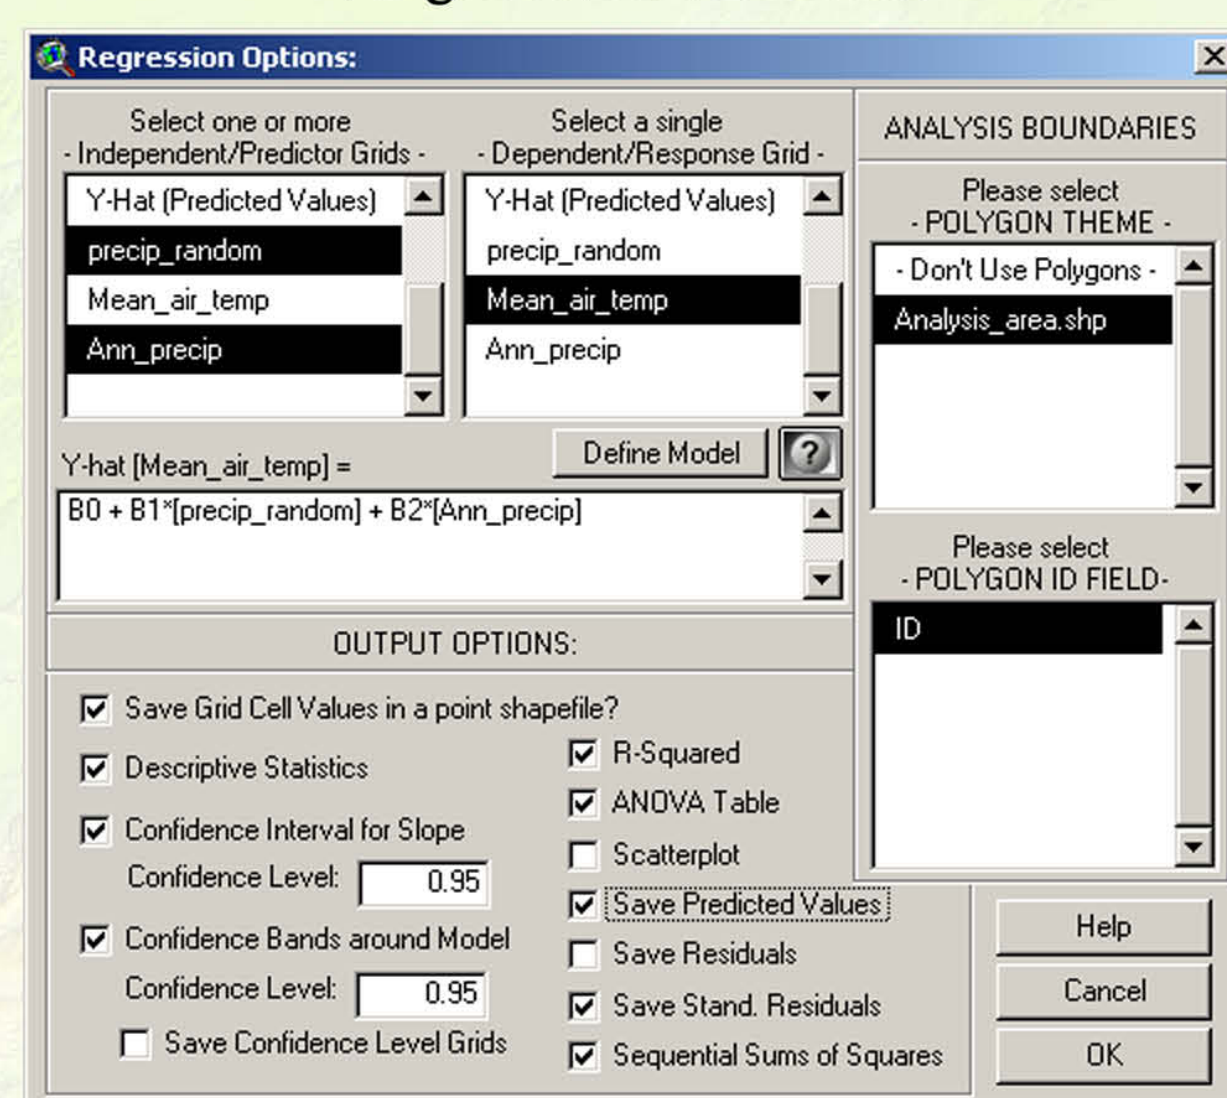 Regression Options:
Select one or more
- Independent/Predictor Grids -
Y-Hat (Predicted Values)
precip_random
Mean_air_temp
Ann_precip
Select a single
- Dependent/Response Grid -
Y-Hat (Predicted Values)
precip_random
Mean_air_temp
Ann_precip
Define Model
?
Y-hat [Mean_air_temp] =
B0 + B1*[precip_random] + B2*[Ann_precip]
ANALYSIS BOUNDARIES
Please select
- POLYGON THEME -
- Don't Use Polygons -
Analysis_area.shp
Please select
- POLYGON ID FIELD-
ID
OUTPUT OPTIONS:
Save Grid Cell Values in a point shapefile?
Descriptive Statistics
Confidence Interval for Slope
Confidence Level: 0.95
Confidence Bands around Model
Confidence Level: 0.95
Save Confidence Level Grids
R-Squared
ANOVA Table
Scatterplot
Save Predicted Values
Save Residuals
Save Stand. Residuals
Sequential Sums of Squares
Help
Cancel
OK